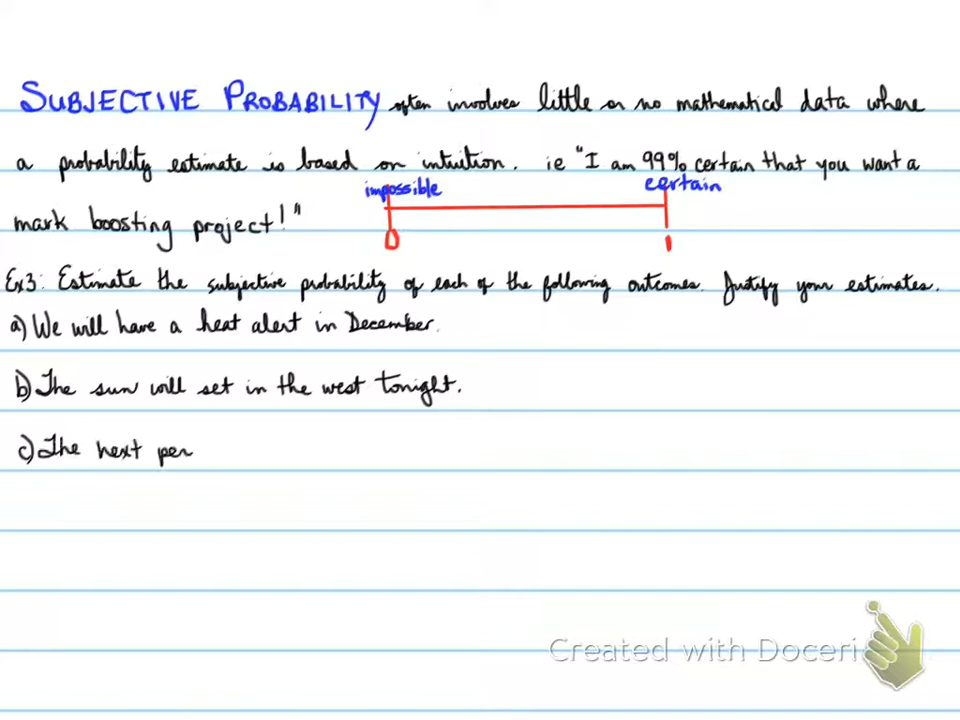 SUBJECTIVE PROBABILITY often involves little or no mathematical data where
a probability estimate is based on intuition. ie "I am 99% certain that you want a
impossible certain
mark boosting project!"
0 1
Ex3: Estimate the subjective probability of each of the following outcomes. Justify your estimates.
a) We will have a heat alert in December.
b) The sun will set in the west tonight.
c) The next per
Created with Doceri